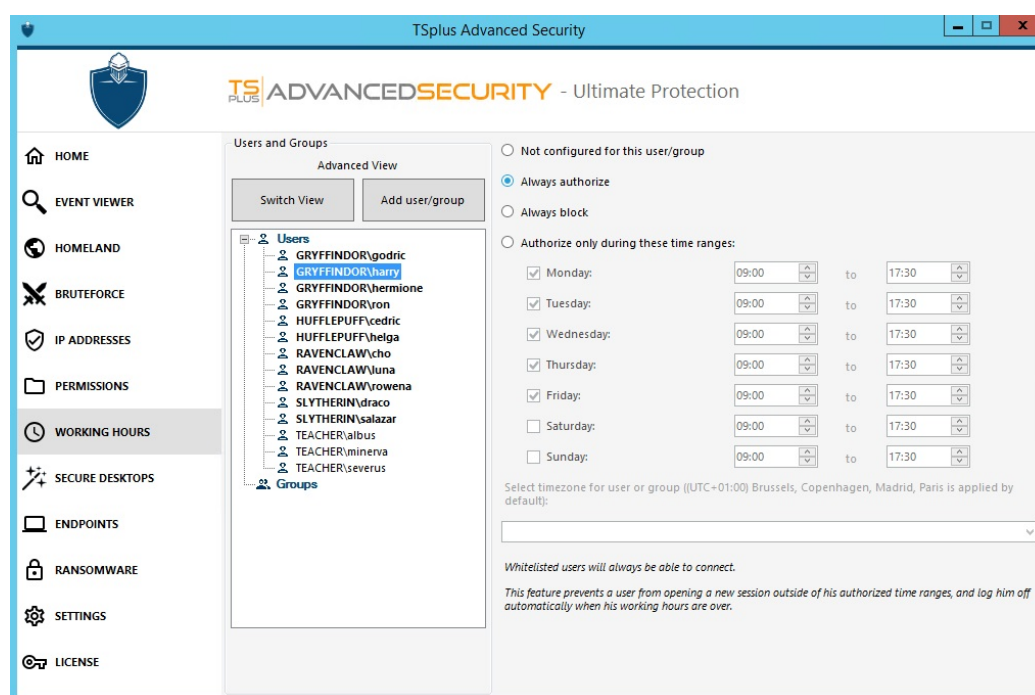 TSplus Advanced Security
TS PLUS ADVANCEDSECURITY - Ultimate Protection
HOME
EVENT VIEWER
HOMELAND
BRUTEFORCE
IP ADDRESSES
PERMISSIONS
WORKING HOURS
SECURE DESKTOPS
ENDPOINTS
RANSOMWARE
SETTINGS
LICENSE
Users and Groups
Advanced View
Switch View
Add user/group
Users
GRYFFINDOR\godric
GRYFFINDOR\harry
GRYFFINDOR\hermione
GRYFFINDOR\ron
HUFFLEPUFF\cedric
HUFFLEPUFF\helga
RAVENCLAW\cho
RAVENCLAW\luna
RAVENCLAW\rowena
SLYTHERIN\draco
SLYTHERIN\salazar
TEACHER\albus
TEACHER\minerva
TEACHER\severus
Groups
Not configured for this user/group
Always authorize
Always block
Authorize only during these time ranges:
Monday: 09:00 to 17:30
Tuesday: 09:00 to 17:30
Wednesday: 09:00 to 17:30
Thursday: 09:00 to 17:30
Friday: 09:00 to 17:30
Saturday: 09:00 to 17:30
Sunday: 09:00 to 17:30
Select timezone for user or group ((UTC+01:00) Brussels, Copenhagen, Madrid, Paris is applied by
default):
Whitelisted users will always be able to connect.
This feature prevents a user from opening a new session outside of his authorized time ranges, and log him off
automatically when his working hours are over.